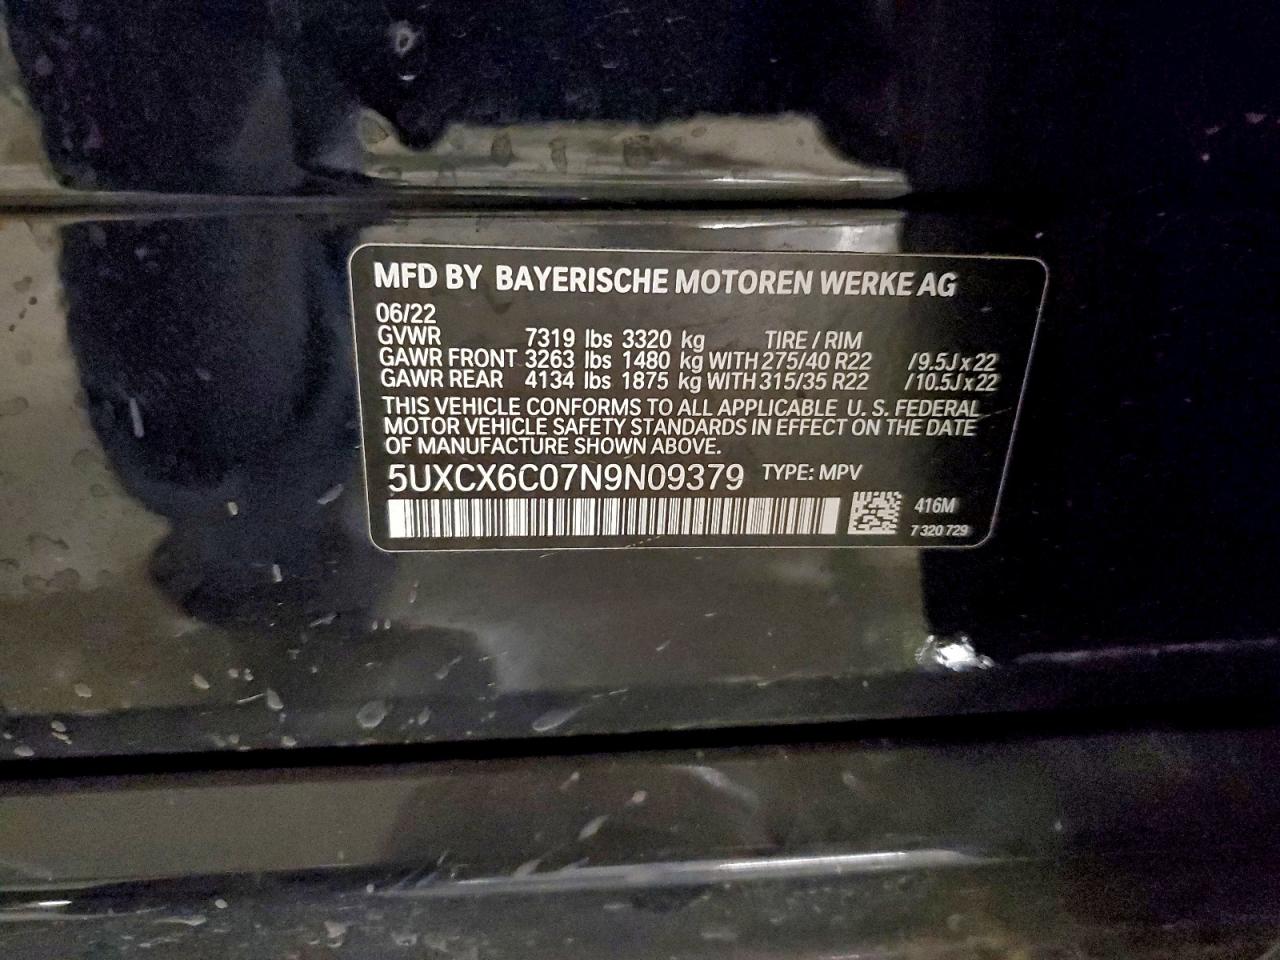 MFD BY BAYERISCHE MOTOREN WERKE AG
06/22
GVWR 7319 lbs 3320 kg TIRE / RIM
GAWR FRONT 3263 lbs 1480 kg WITH 275/40 R22 / 9.5J x 22
GAWR REAR 4134 lbs 1875 kg WITH 315/35 R22 / 10.5J x 22
THIS VEHICLE CONFORMS TO ALL APPLICABLE U. S. FEDERAL
MOTOR VEHICLE SAFETY STANDARDS IN EFFECT ON THE DATE
OF MANUFACTURE SHOWN ABOVE.
5UXCX6C07N9N09379 TYPE: MPV
416M
7 320 729